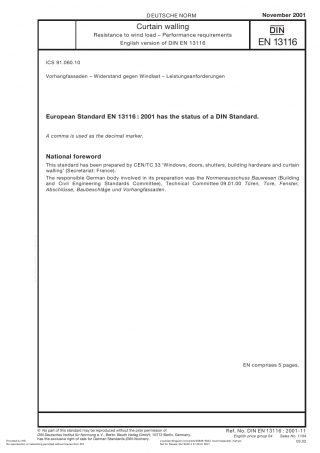 DEUTSCHE NORM
November 2001
Curtain walling
Resistance to wind load – Performance requirements
English version of DIN EN 13116
DIN
EN 13116
ICS 91.060.10
Vorhangfassaden – Widerstand gegen Windlast – Leistungsanforderungen
European Standard EN 13116 : 2001 has the status of a DIN Standard.
A comma is used as the decimal marker.
National foreword
This standard has been prepared by CEN/TC 33 ‘Windows, doors, shutters, building hardware and curtain
walling’ (Secretariat: France).
The responsible German body involved in its preparation was the Normenausschuss Bauwesen (Building
and Civil Engineering Standards Committee), Technical Committee 09.01.00 Türen, Tore, Fenster,
Abschlüsse, Baubeschläge und Vorhangfassaden.
EN comprises 5 pages.
© No part of this standard may be reproduced without the prior permission of
DIN Deutsches Institut für Normung e.V., Berlin. Beuth Verlag GmbH, 10772 Berlin, Germany,
has the exclusive right of sale for German Standards (DIN-Normen).
Ref. No. DIN EN 13116 : 2001-11
English price group 04 Sales No. 1104